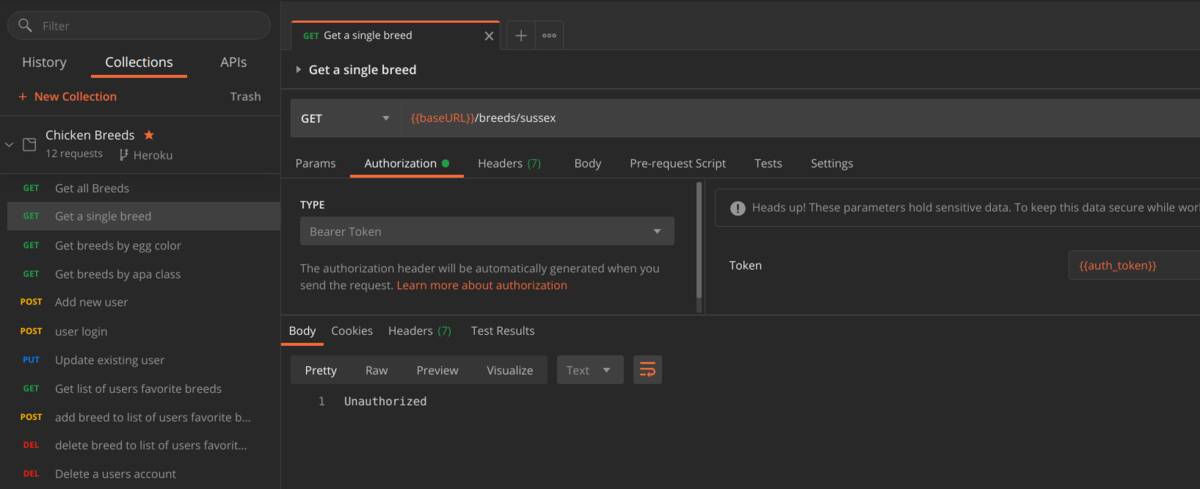 Filter
History Collections APIs
+ New Collection Trash
Chicken Breeds
12 requests Heroku
GET Get all Breeds
GET Get a single breed
GET Get breeds by egg color
GET Get breeds by apa class
POST Add new user
POST user login
PUT Update existing user
GET Get list of users favorite breeds
POST add breed to list of users favorite b...
DEL delete breed to list of users favorit...
DEL Delete a users account
GET Get a single breed
Get a single breed
GET {{baseURL}}/breeds/sussex
Params Authorization Headers (7) Body Pre-request Script Tests Settings
TYPE
Bearer Token
The authorization header will be automatically generated when you
send the request. Learn more about authorization
Heads up! These parameters hold sensitive data. To keep this data secure while wor
Token {{auth_token}}
Body Cookies Headers (7) Test Results
Pretty Raw Preview Visualize Text
1 Unauthorized